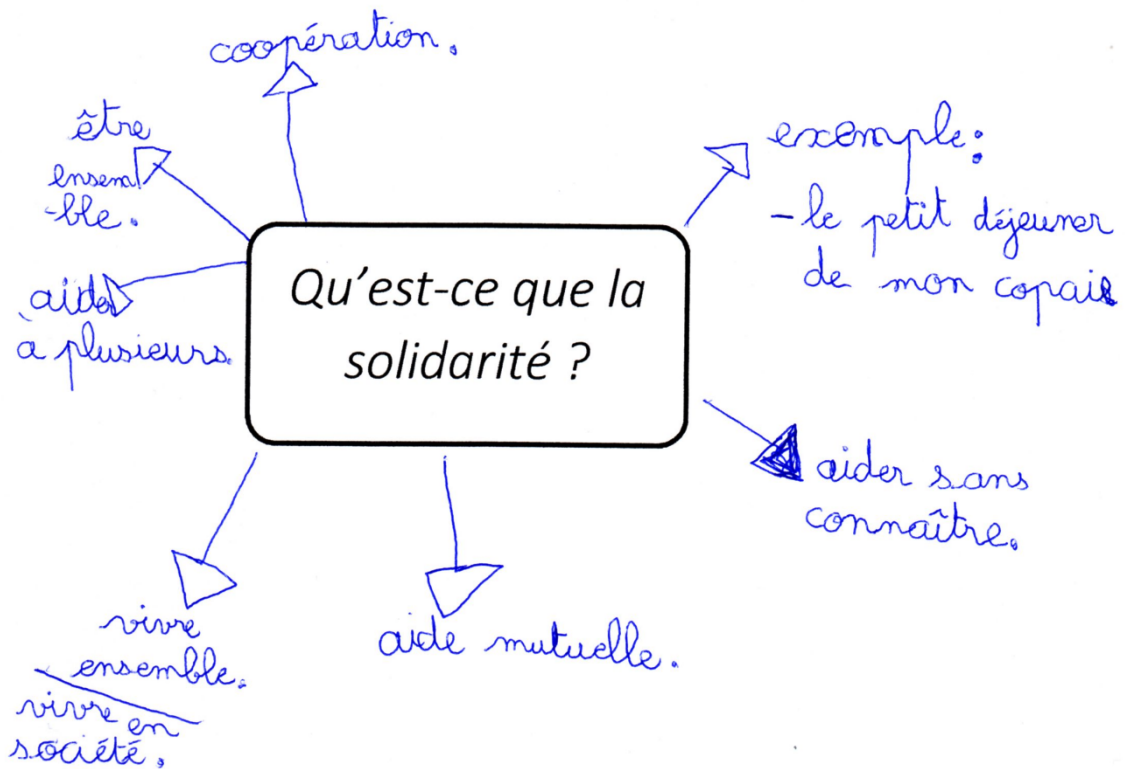 coopération.
être
ensem
-ble.
aide
à plusieurs.
Qu'est-ce que la
solidarité ?
exemple:
- le petit déjeuner
de mon copain
aider sans
connaître.
aide mutuelle.
vivre
ensemble.
vivre en
société.